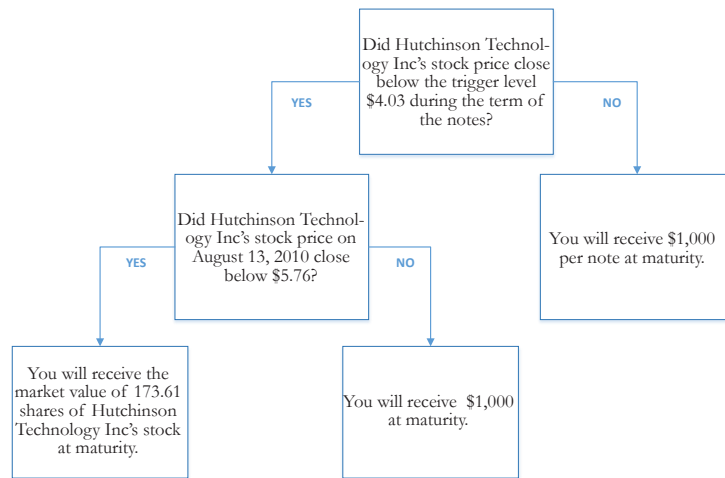 Did Hutchinson Technol-
ogy Inc's stock price close
below the trigger level
$4.03 during the term of
the notes?
YES
NO
Did Hutchinson Technol-
ogy Inc's stock price on
August 13, 2010 close
below $5.76?
You will receive $1,000
per note at maturity.
YES
NO
You will receive the
market value of 173.61
shares of Hutchinson
Technology Inc's stock
at maturity.
You will receive $1,000
at maturity.